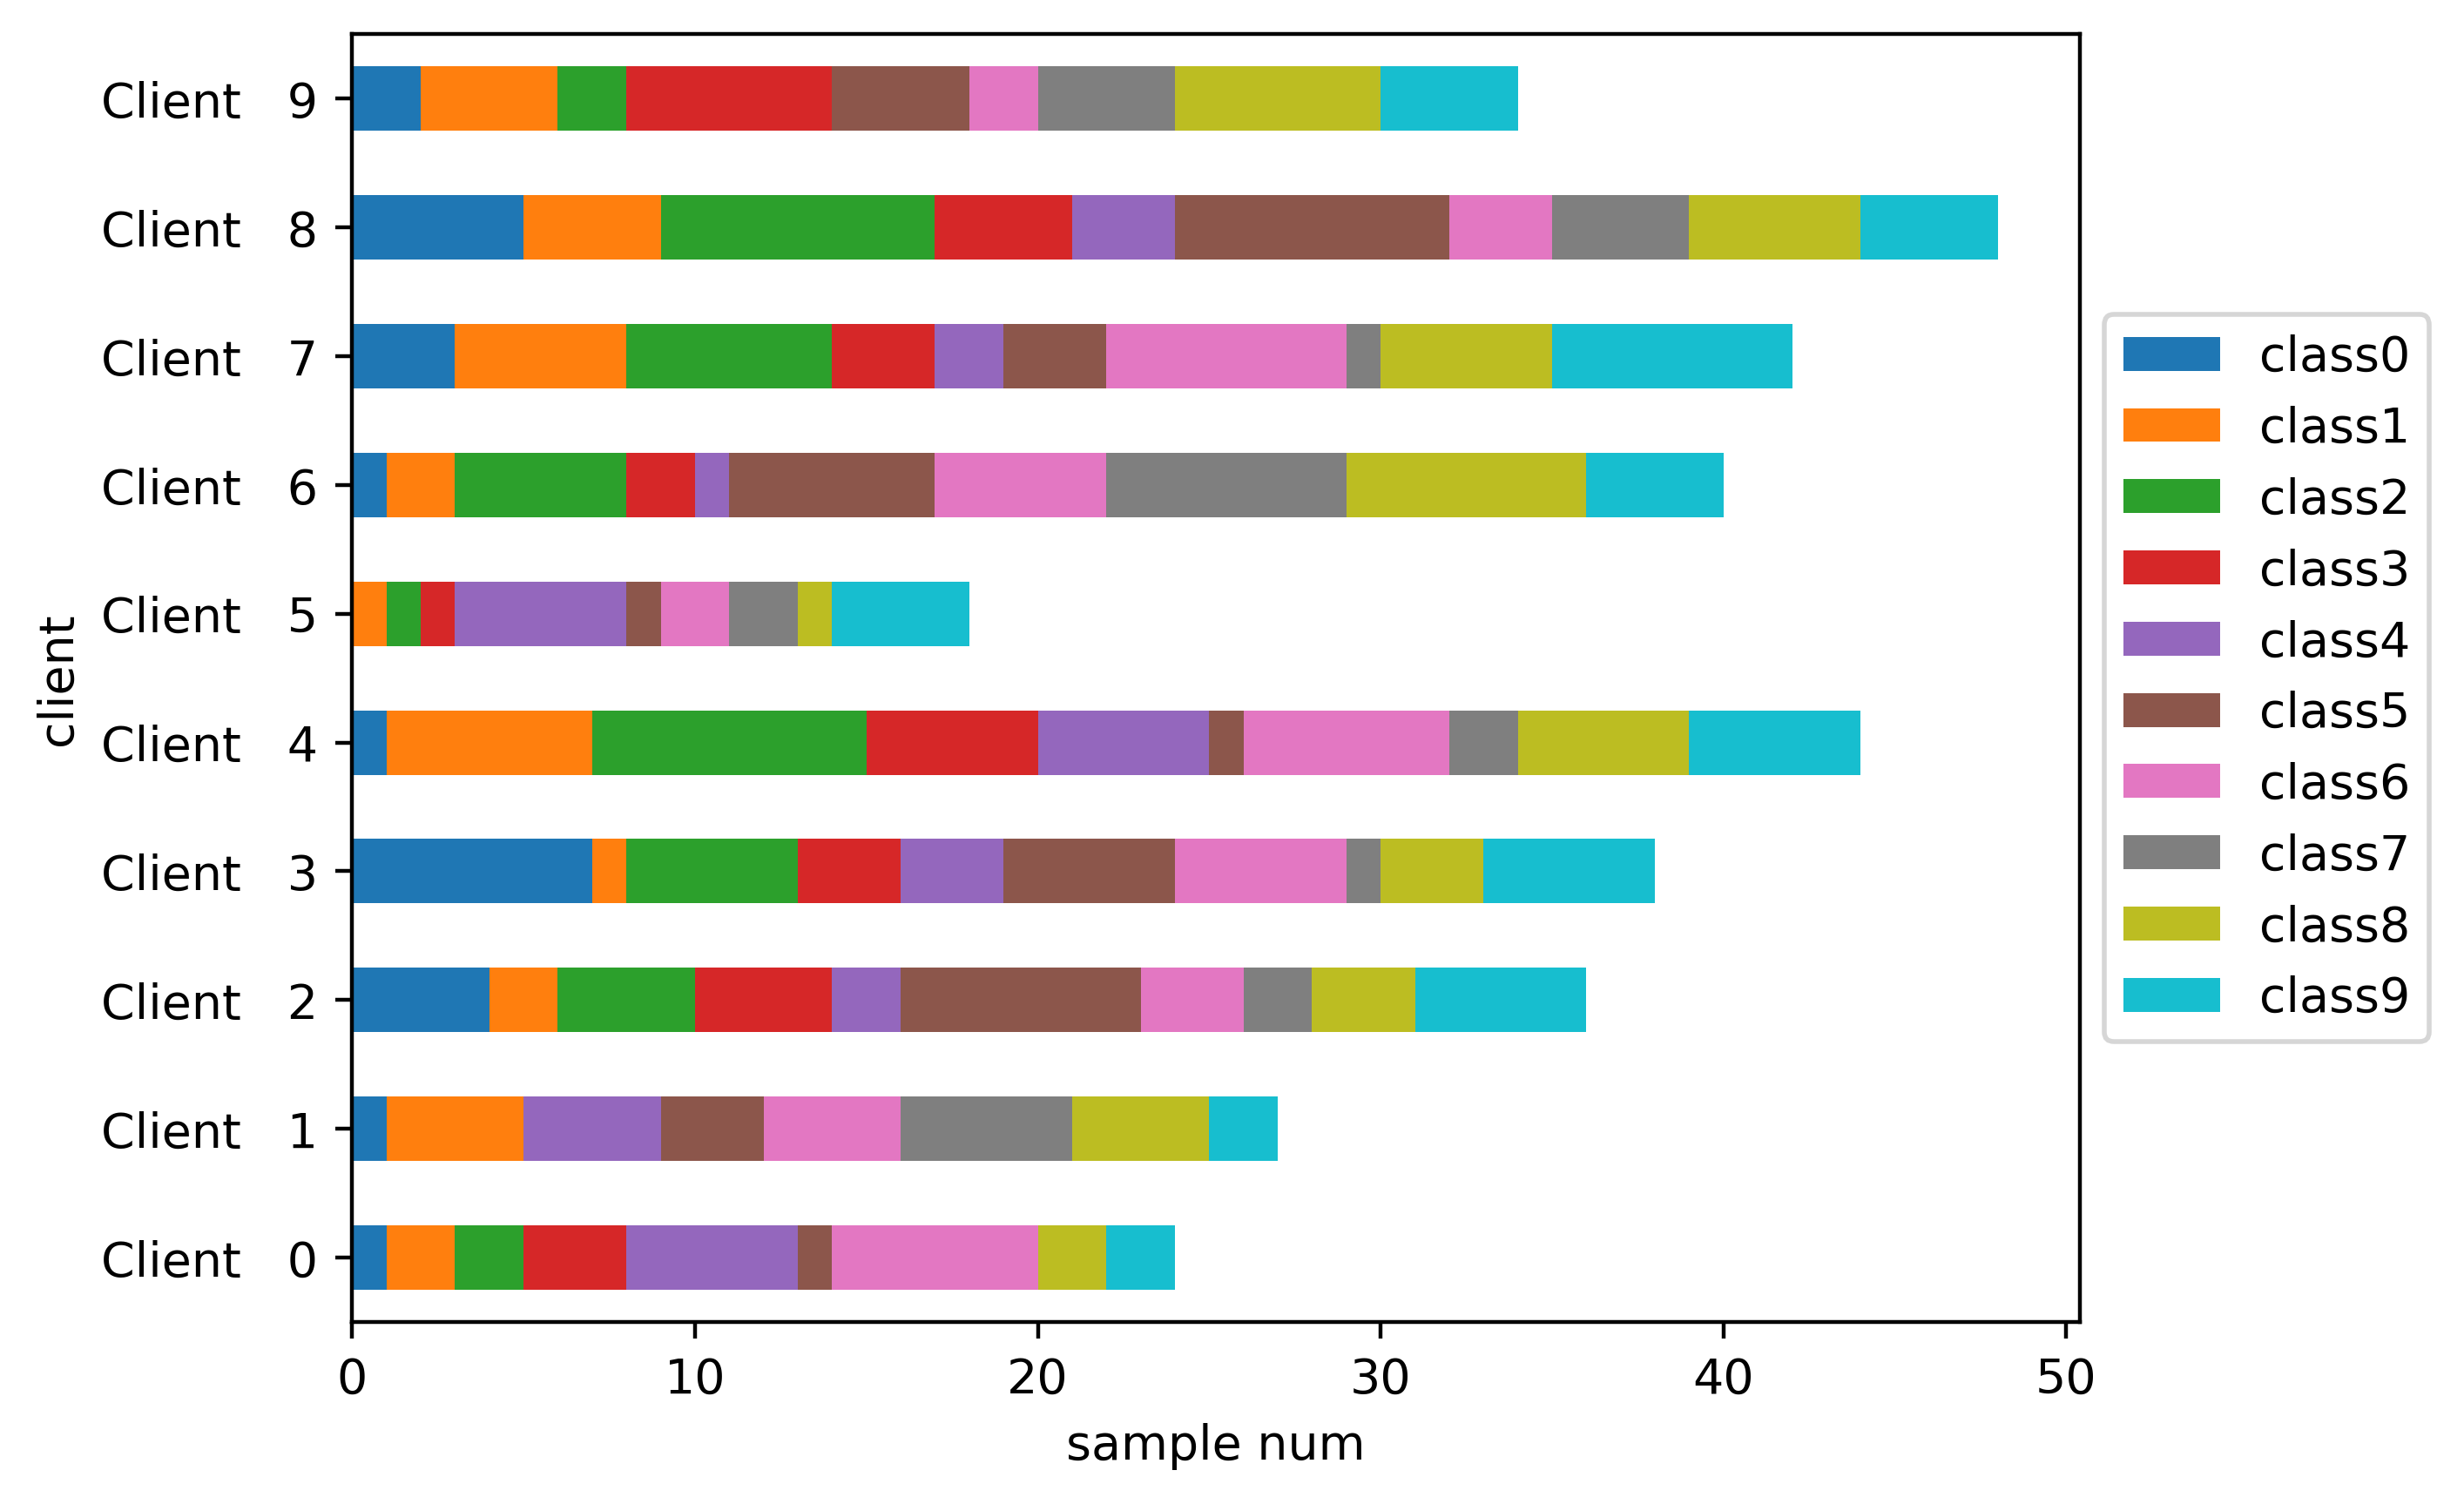 Client 9
Client 8
Client 7
Client 6
Client 5
Client 4
Client 3
Client 2
Client 1
Client 0
client
0 10 20 30 40 50
sample num
class0
class1
class2
class3
class4
class5
class6
class7
class8
class9